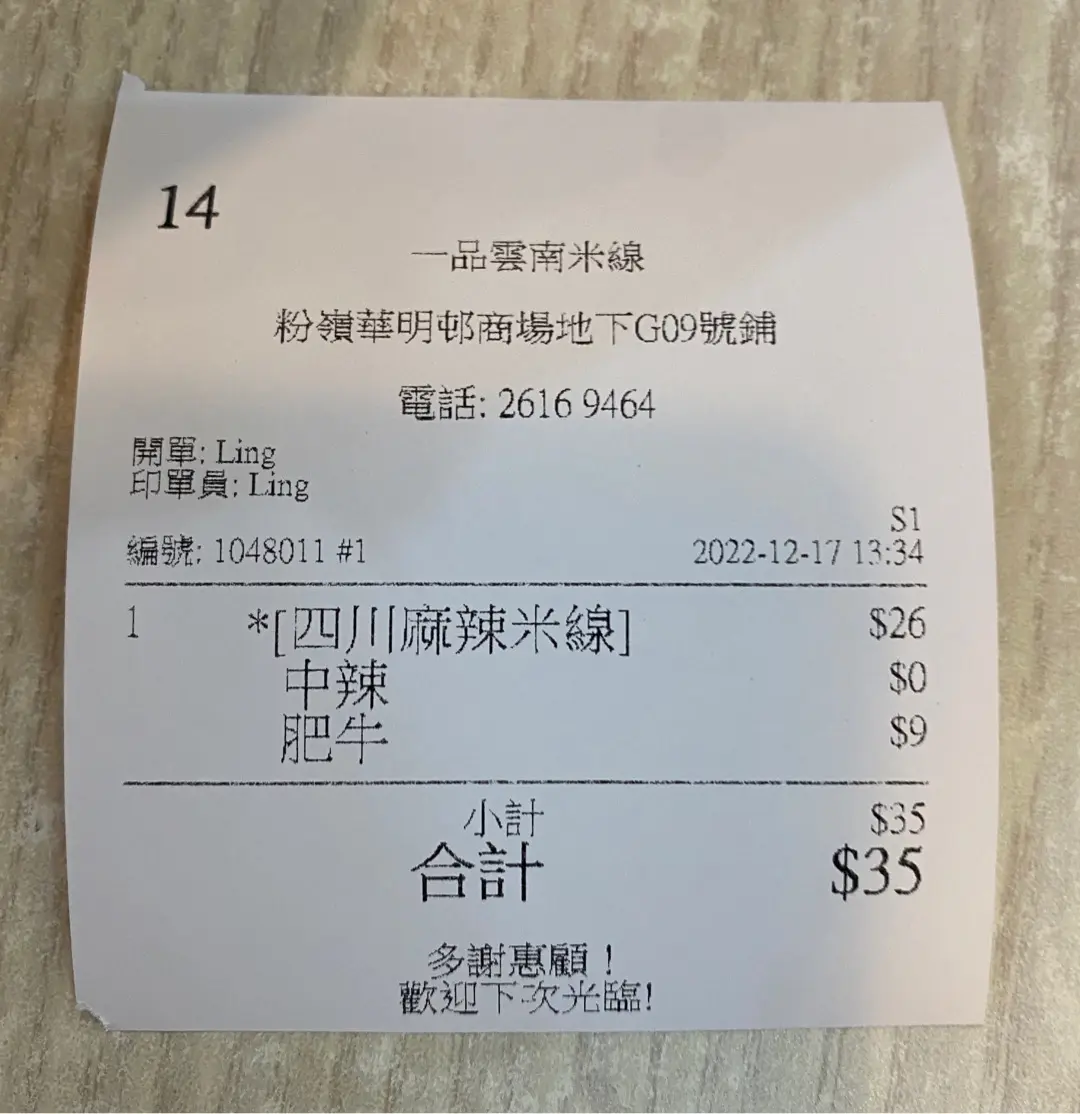 14
一品雲南米線
粉嶺華明邨商場地下G09號鋪
電話: 2616 9464
開單: Ling
印單員: Ling
S1
編號: 1048011 #1 2022-12-17 13:34
1 *[四川麻辣米線] $26
中辣 $0
肥牛 $9
小計 $35
合計 $35
多謝惠顧！
歡迎下次光臨!